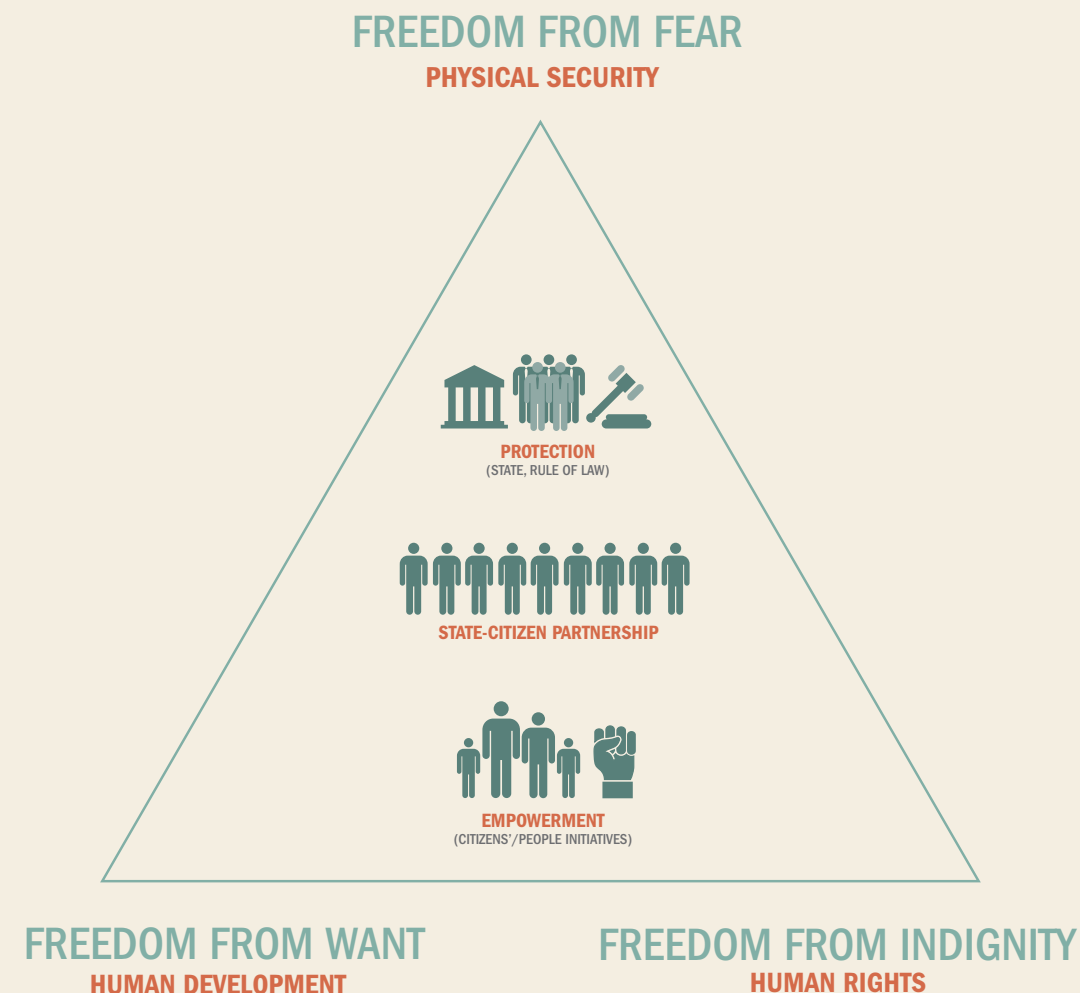 FREEDOM FROM FEAR
PHYSICAL SECURITY
PROTECTION
(STATE, RULE OF LAW)
STATE-CITIZEN PARTNERSHIP
EMPOWERMENT
(CITIZENS'/PEOPLE INITIATIVES)
FREEDOM FROM WANT
HUMAN DEVELOPMENT
FREEDOM FROM INDIGNITY
HUMAN RIGHTS